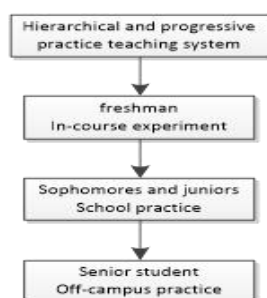 Hierarchical and progressive
practice teaching system
freshman
In-course experiment
Sophomores and juniors
School practice
Senior student
Off-campus practice